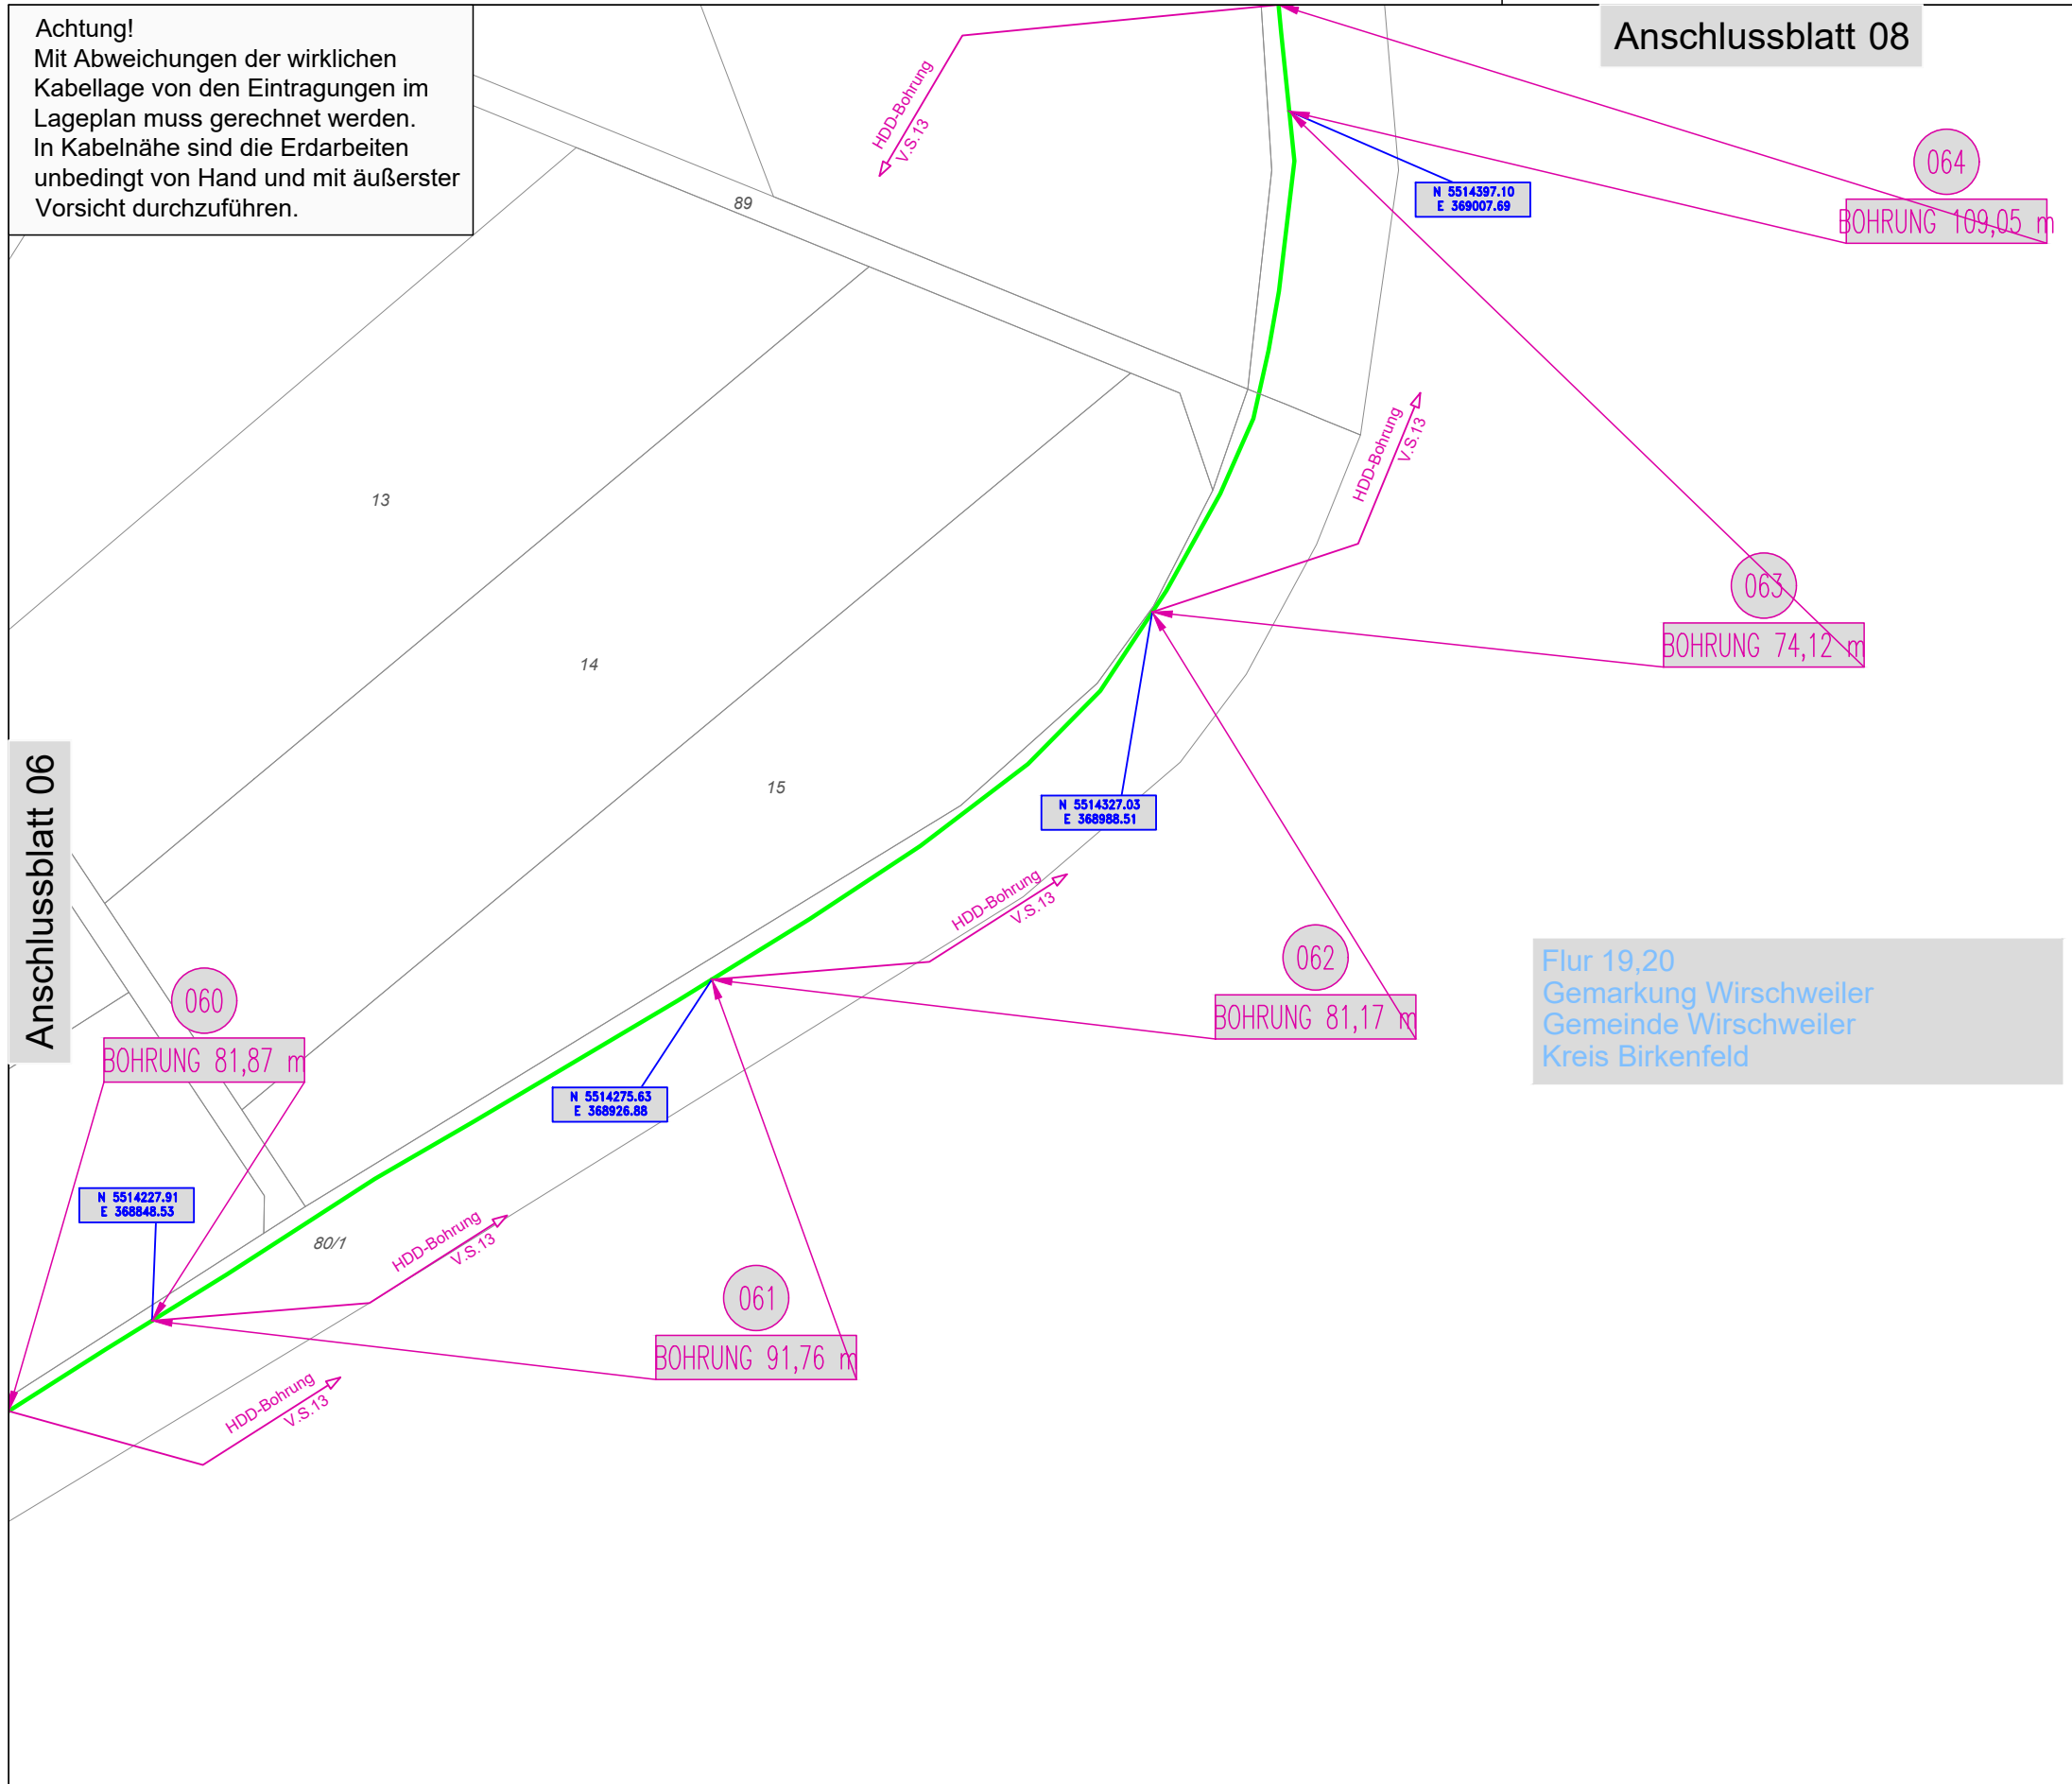 Achtung!
Mit Abweichungen der wirklichen
Kabellage von den Eintragungen im
Lageplan muss gerechnet werden.
In Kabelnähe sind die Erdarbeiten
unbedingt von Hand und mit äußerster
Vorsicht durchzuführen.
Anschlussblatt 08
HDD-Bohrung
V.S.13
064
BOHRUNG 109,05 m
N 5514397.10
E 369007.69
89
HDD-Bohrung
V.S.13
13
063
BOHRUNG 74,12 m
14
15
Anschlussblatt 06
N 5514327.03
E 368988.51
HDD-Bohrung
V.S.13
062
BOHRUNG 81,17 m
Flur 19,20
Gemarkung Wirschweiler
Gemeinde Wirschweiler
Kreis Birkenfeld
060
BOHRUNG 81,87 m
N 5514275.63
E 368926.88
N 5514227.91
E 368848.53
80/1
HDD-Bohrung
V.S.13
061
BOHRUNG 91,76 m
HDD-Bohrung
V.S.13